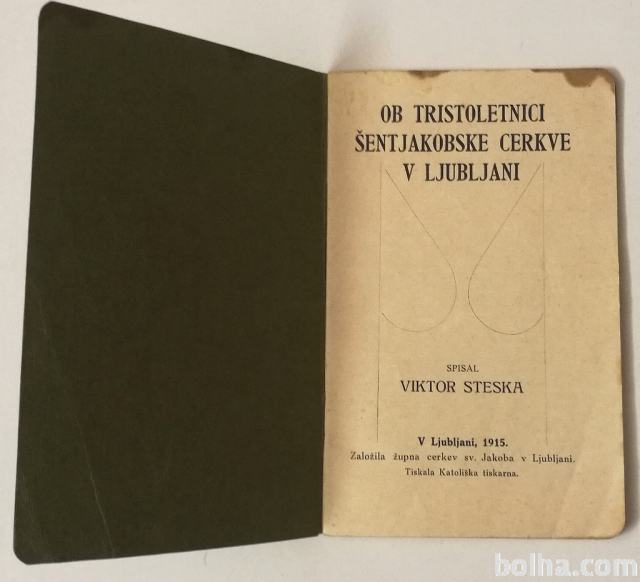 OB TRISTOLETNICI
ŠENTJAKOBSKE CERKVE
V LJUBLJANI
SPISAL
VIKTOR STESKA
V Ljubljani, 1915.
Založila župna cerkev sv. Jakoba v Ljubljani.
Tiskala Katoliška tiskarna.
bolha.com